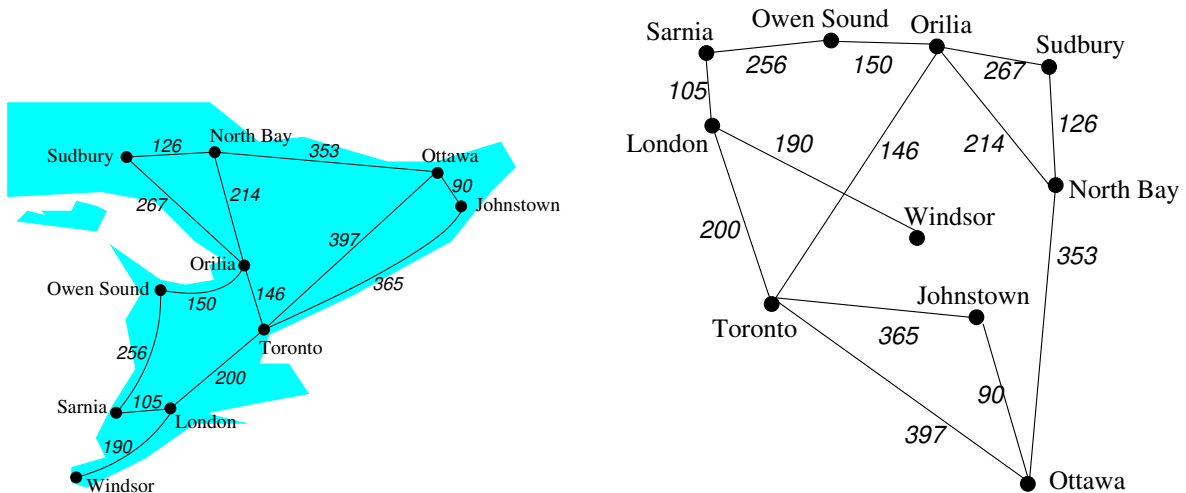 North Bay
126
353
Sudbury
Ottawa
90
214
267
Johnstown
397
Orilia
Owen Sound
150
146
365
Toronto
256
200
Sarnia
105
London
190
Windsor
Owen Sound
Orilia
Sarnia
Sudbury
256
150
267
105
126
London
190
146
214
North Bay
Windsor
200
353
Johnstown
Toronto
365
90
397
Ottawa